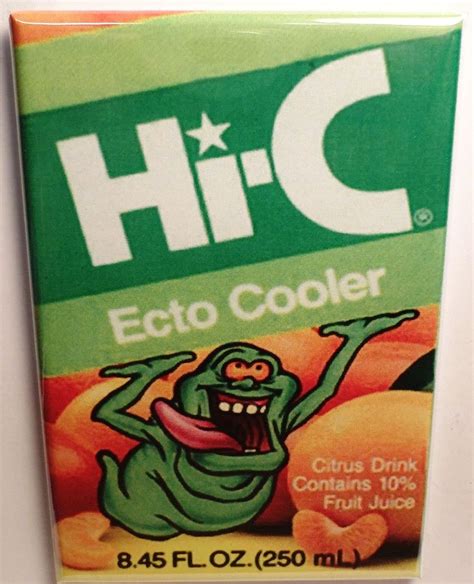 Hi-C®
Ecto Cooler
Citrus Drink
Contains 10%
Fruit Juice
8.45 FL. OZ. (250 mL)